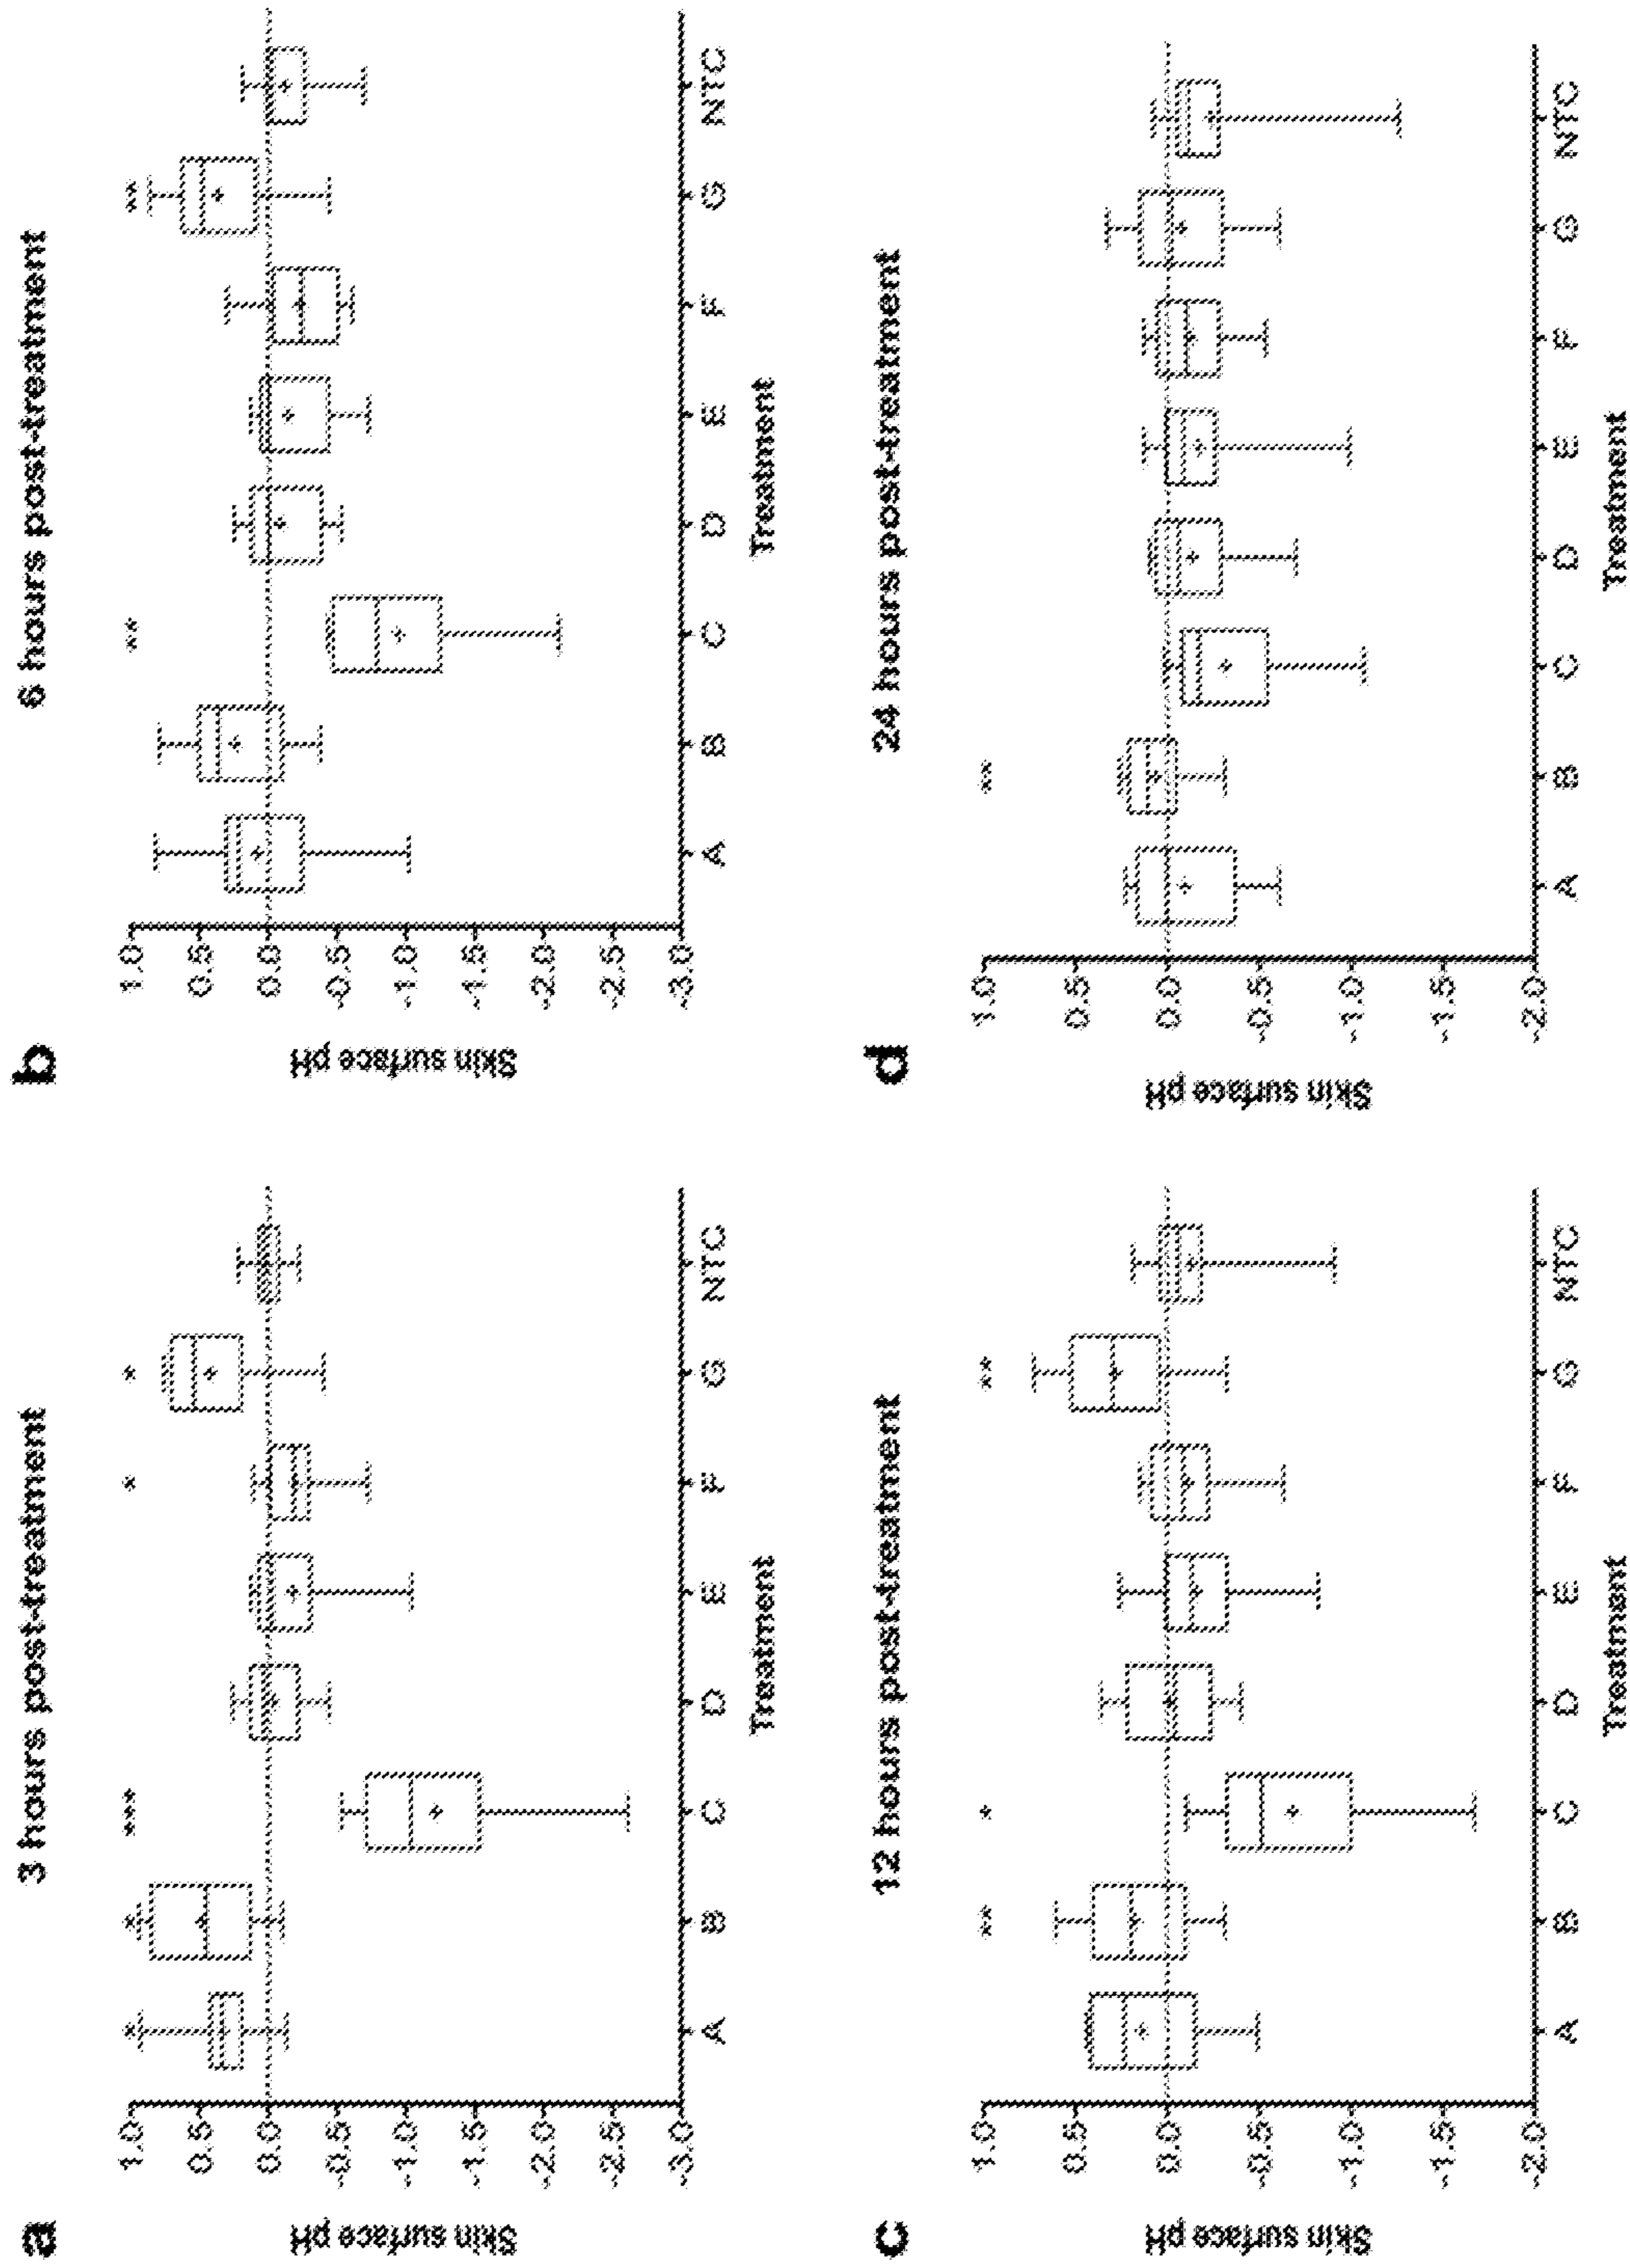 a
3 hours post-treatment
Skin surface pH
1.0
0.5
0.0
-0.5
-1.0
-1.5
-2.0
-2.5
-3.0
* * *** * * 
A B C D E F G NTC
Treatment
b
6 hours post-treatment
Skin surface pH
1.0
0.5
0.0
-0.5
-1.0
-1.5
-2.0
-2.5
-3.0
** **
A B C D E F G NTC
Treatment
c
12 hours post-treatment
Skin surface pH
1.0
0.5
0.0
-0.5
-1.0
-1.5
-2.0
** * **
A B C D E F G NTC
Treatment
d
24 hours post-treatment
Skin surface pH
1.0
0.5
0.0
-0.5
-1.0
-1.5
-2.0
**
A B C D E F G NTC
Treatment